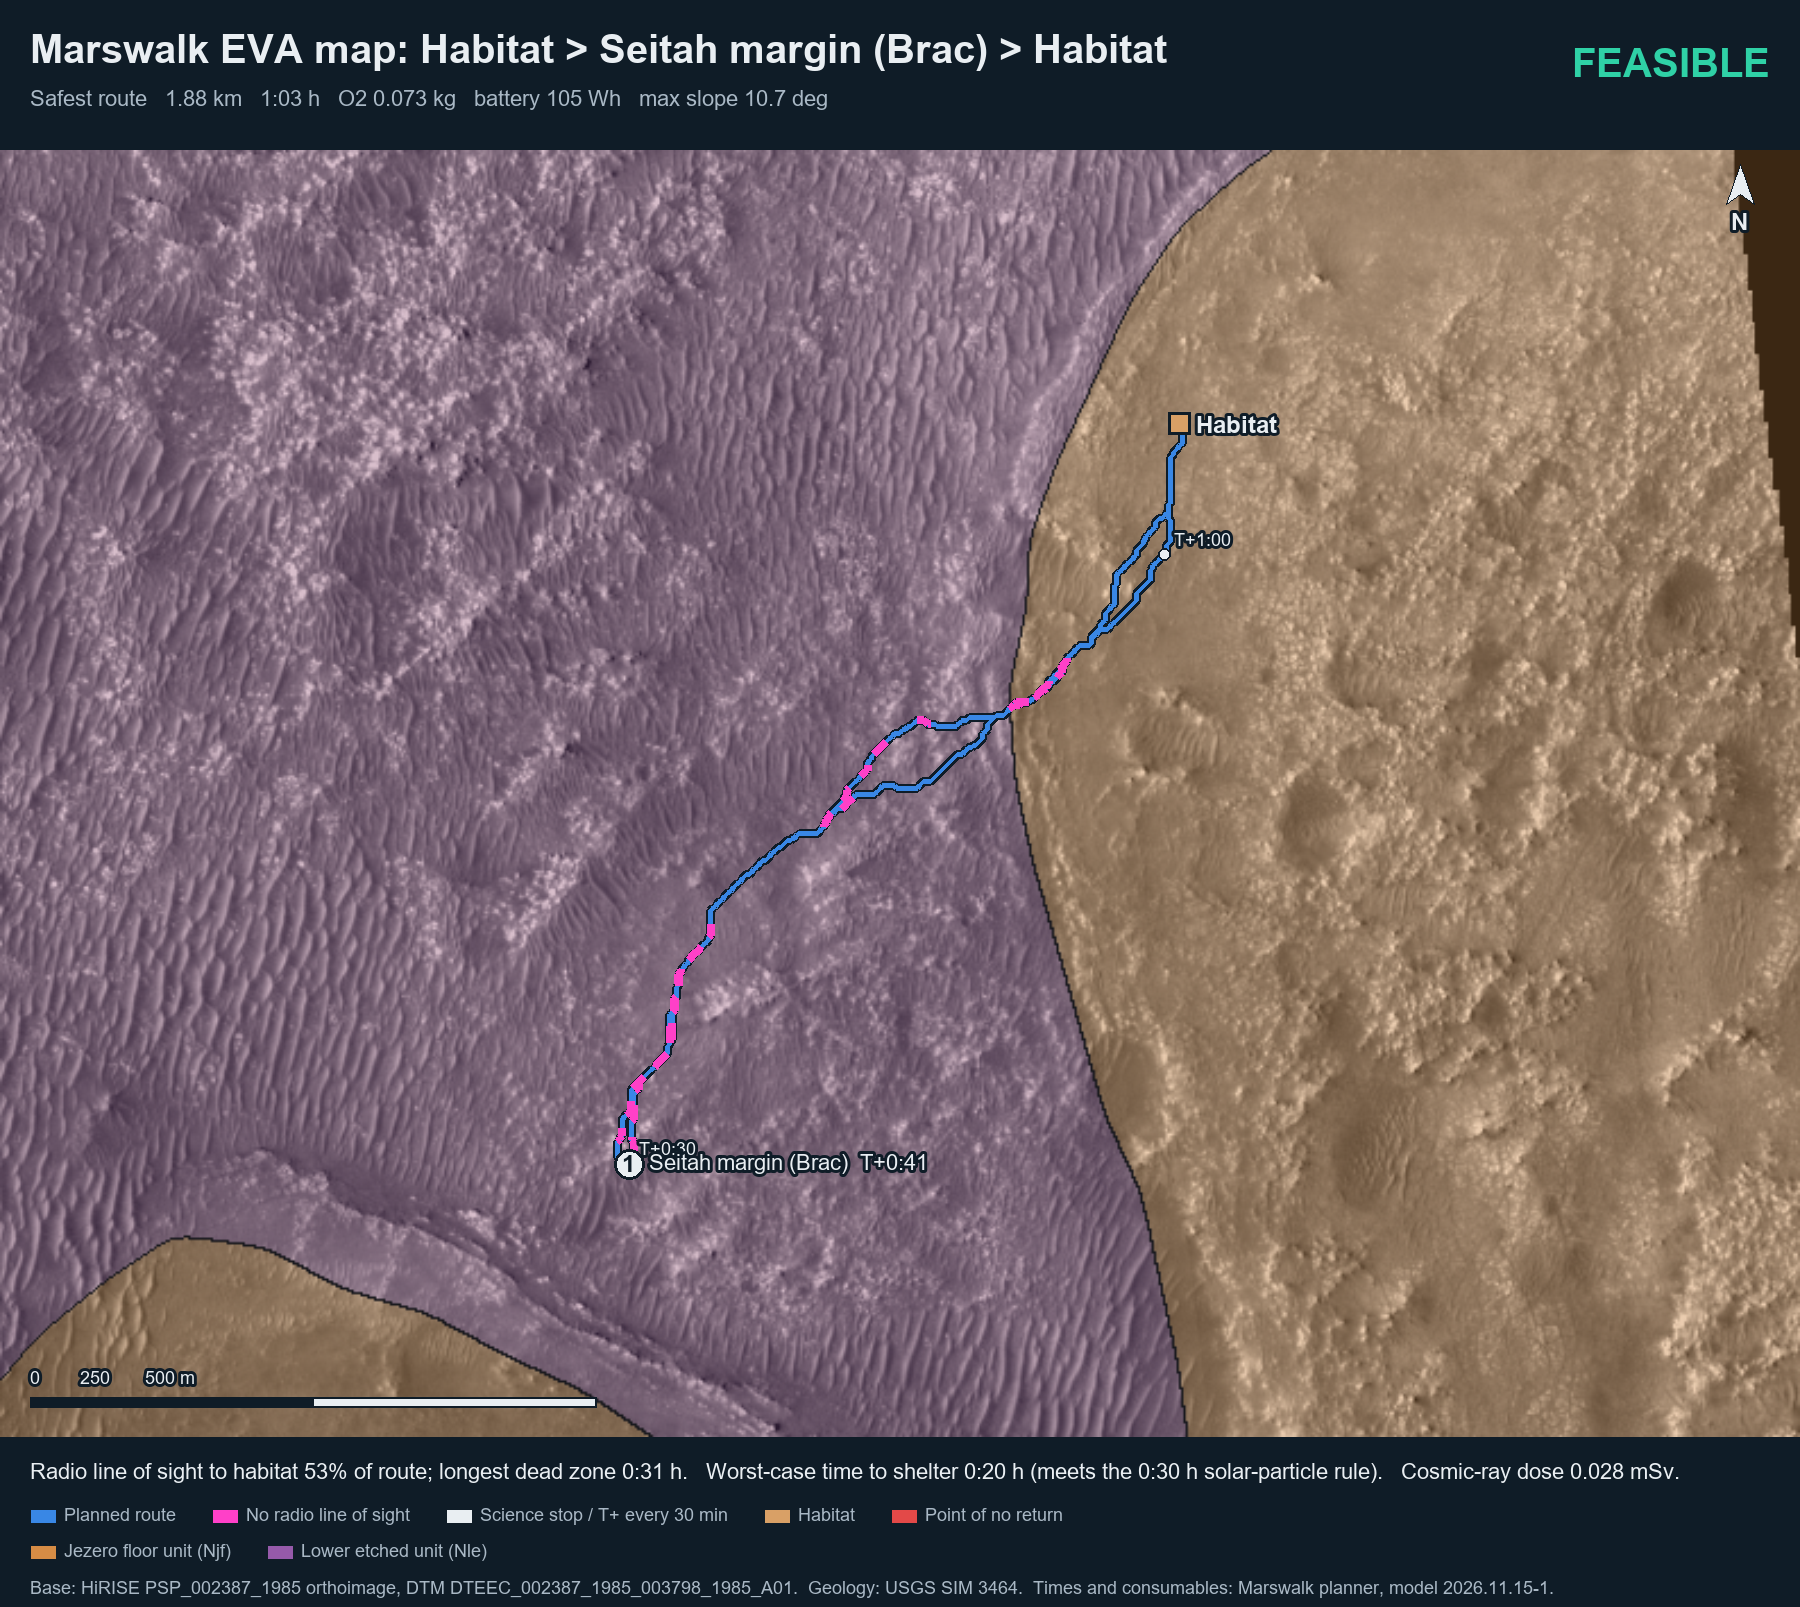 Marswalk EVA map: Habitat > Seitah margin (Brac) > Habitat
FEASIBLE
Safest route 1.88 km 1:03 h O2 0.073 kg battery 105 Wh max slope 10.7 deg
N
Habitat
T+1:00
T+0:30
1 Seitah margin (Brac) T+0:41
0 250 500 m
Radio line of sight to habitat 53% of route; longest dead zone 0:31 h. Worst-case time to shelter 0:20 h (meets the 0:30 h solar-particle rule). Cosmic-ray dose 0.028 mSv.
Planned route No radio line of sight Science stop / T+ every 30 min Habitat Point of no return
Jezero floor unit (Njf) Lower etched unit (Nle)
Base: HiRISE PSP_002387_1985 orthoimage, DTM DTEEC_002387_1985_003798_1985_A01. Geology: USGS SIM 3464. Times and consumables: Marswalk planner, model 2026.11.15-1.